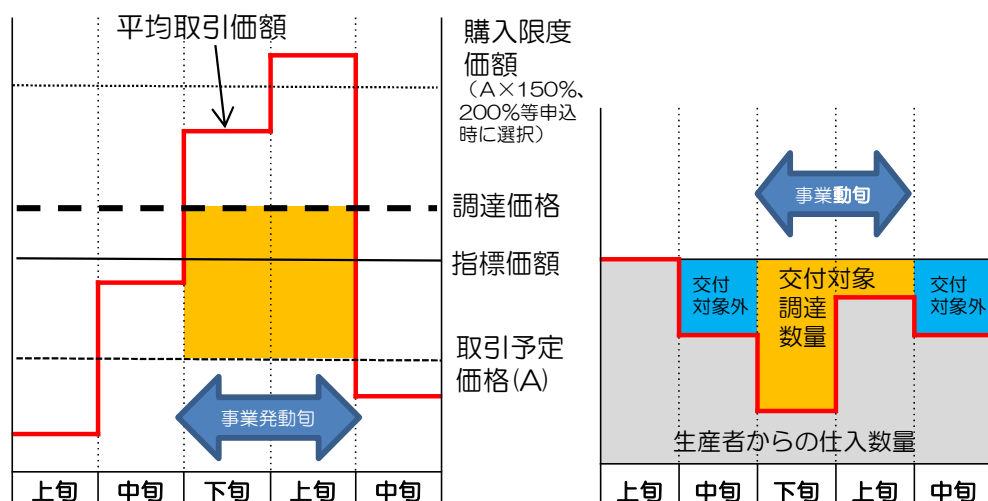 平均取引価額
購入限度
価額
（A×150%、
200%等申込
時に選択）
調達価格
指標価額
取引予定
価格(A)
事業発動旬
上旬
中旬
下旬
上旬
中旬
事業動旬
交付
対象外
交付対象
調達
数量
交付
対象外
生産者からの仕入数量
上旬
中旬
下旬
上旬
中旬